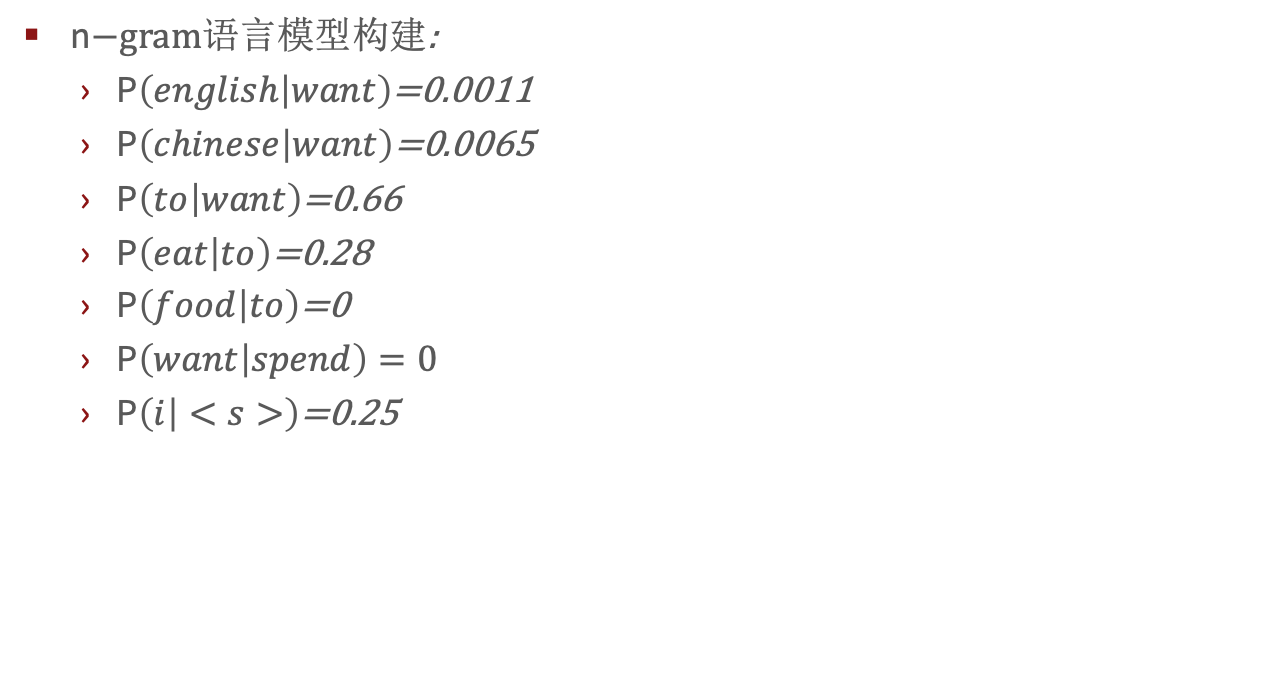 n−gram语言模型构建:
P(english|want)=0.0011
P(chinese|want)=0.0065
P(to|want)=0.66
P(eat|to)=0.28
P(food|to)=0
P(want|spend) = 0
P(i| < s >)=0.25